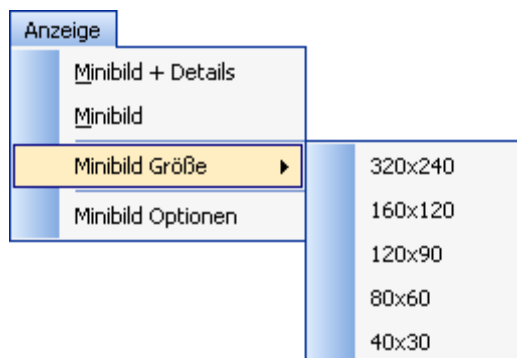 Anzeige
Minibild + Details
Minibild
Minibild Größe
Minibild Optionen
320x240
160x120
120x90
80x60
40x30